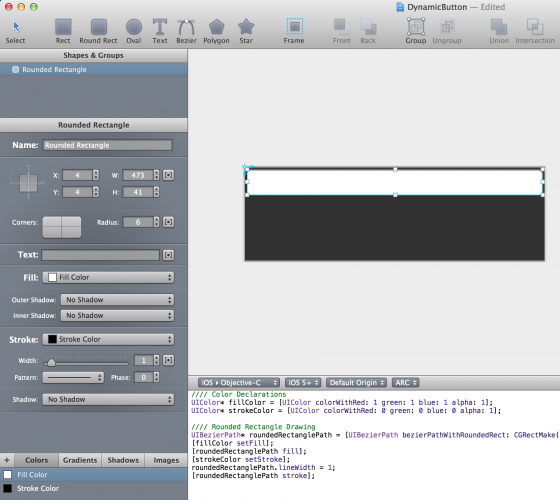 DynamicButton — Edited
Select Rect Round Rect Oval Text Bezier Polygon Star Frame Front Back Group Ungroup Union Intersection
Shapes & Groups
Rounded Rectangle
Rounded Rectangle
Name: Rounded Rectangle
X: 4 W: 473
Y: 4 H: 41
Corners: Radius: 6
Text:
Fill: Fill Color
Outer Shadow: No Shadow
Inner Shadow: No Shadow
Stroke: Stroke Color
Width: 1
Pattern: Phase: 0
Shadow: No Shadow
+ Colors Gradients Shadows Images
Fill Color
Stroke Color
iOS ▸ Objective-C iOS 5+ Default Origin ARC
//// Color Declarations
UIColor* fillColor = [UIColor colorWithRed: 1 green: 1 blue: 1 alpha: 1];
UIColor* strokeColor = [UIColor colorWithRed: 0 green: 0 blue: 0 alpha: 1];
//// Rounded Rectangle Drawing
UIBezierPath* roundedRectanglePath = [UIBezierPath bezierPathWithRoundedRect: CGRectMake(
[fillColor setFill];
[roundedRectanglePath fill];
[strokeColor setStroke];
roundedRectanglePath.lineWidth = 1;
[roundedRectanglePath stroke];